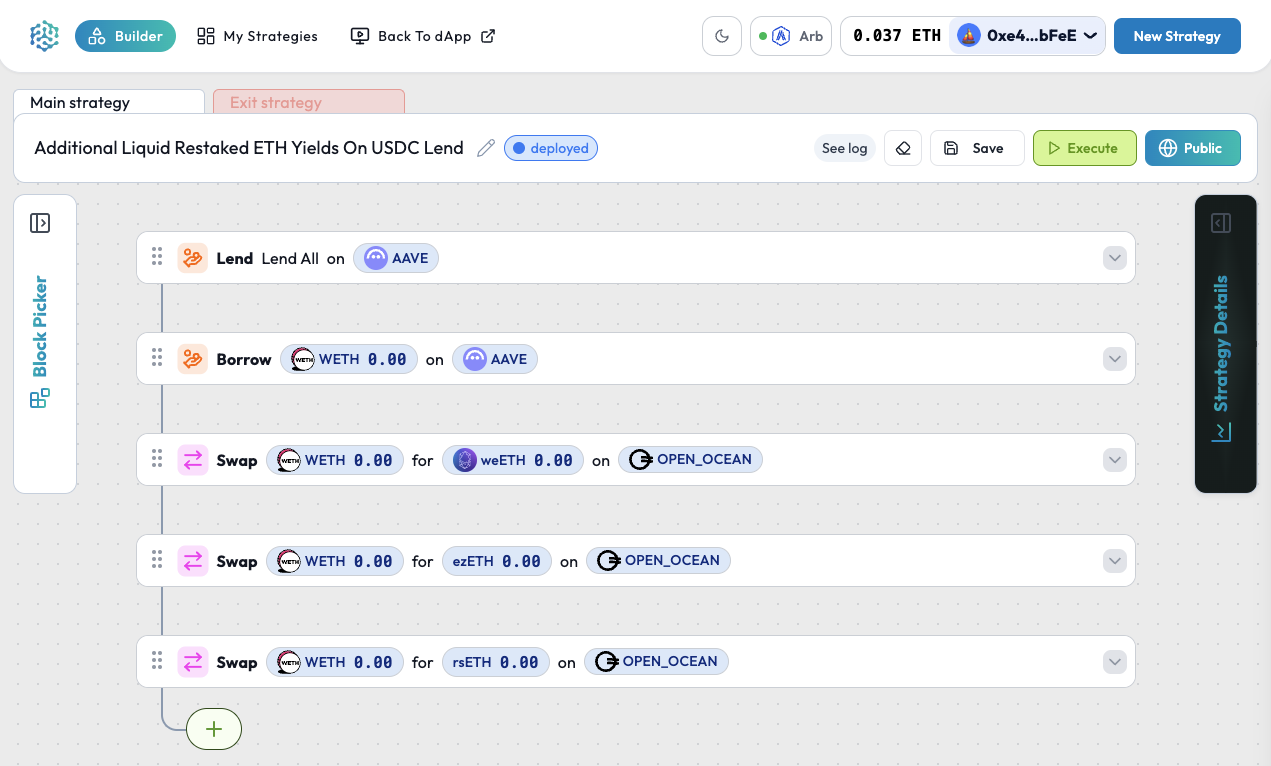 Builder My Strategies Back To dApp Arb 0.037 ETH 0xe4...bFeE New Strategy
Main strategy Exit strategy
Additional Liquid Restaked ETH Yields On USDC Lend deployed See log Save Execute Public
Block Picker
Lend Lend All on AAVE
Borrow WETH WETH 0.00 on AAVE
Swap WETH WETH 0.00 for weETH 0.00 on OPEN_OCEAN
Swap WETH WETH 0.00 for ezETH 0.00 on OPEN_OCEAN
Swap WETH WETH 0.00 for rsETH 0.00 on OPEN_OCEAN
Strategy Details